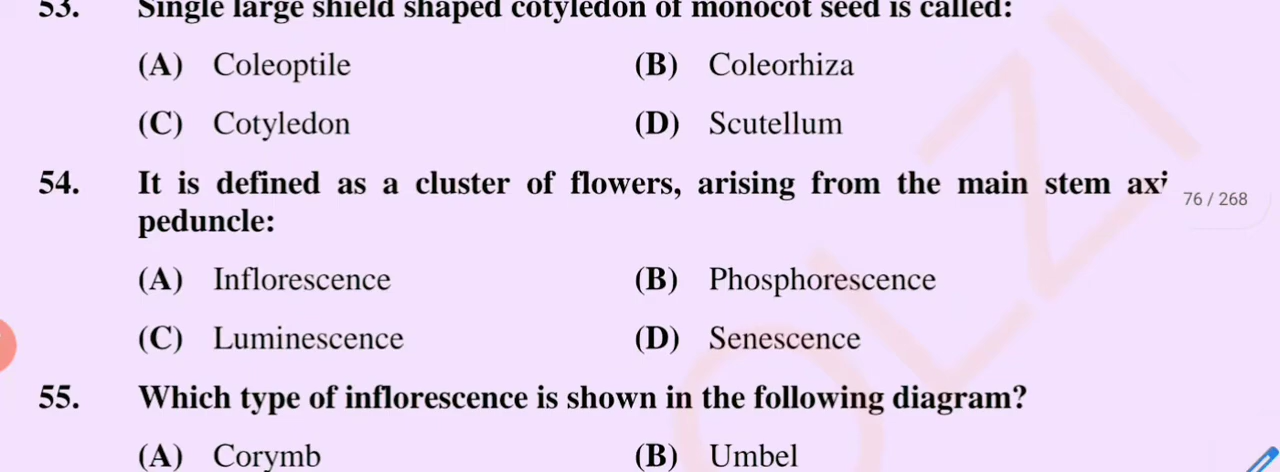 53. Single large shield shaped cotyledon of monocot seed is called:
(A) Coleoptile (B) Coleorhiza
(C) Cotyledon (D) Scutellum
54. It is defined as a cluster of flowers, arising from the main stem
peduncle:
76 / 268
(A) Inflorescence (B) Phosphorescence
(C) Luminescence (D) Senescence
55. Which type of inflorescence is shown in the following diagram?
(A) Corymb (B) Umbel